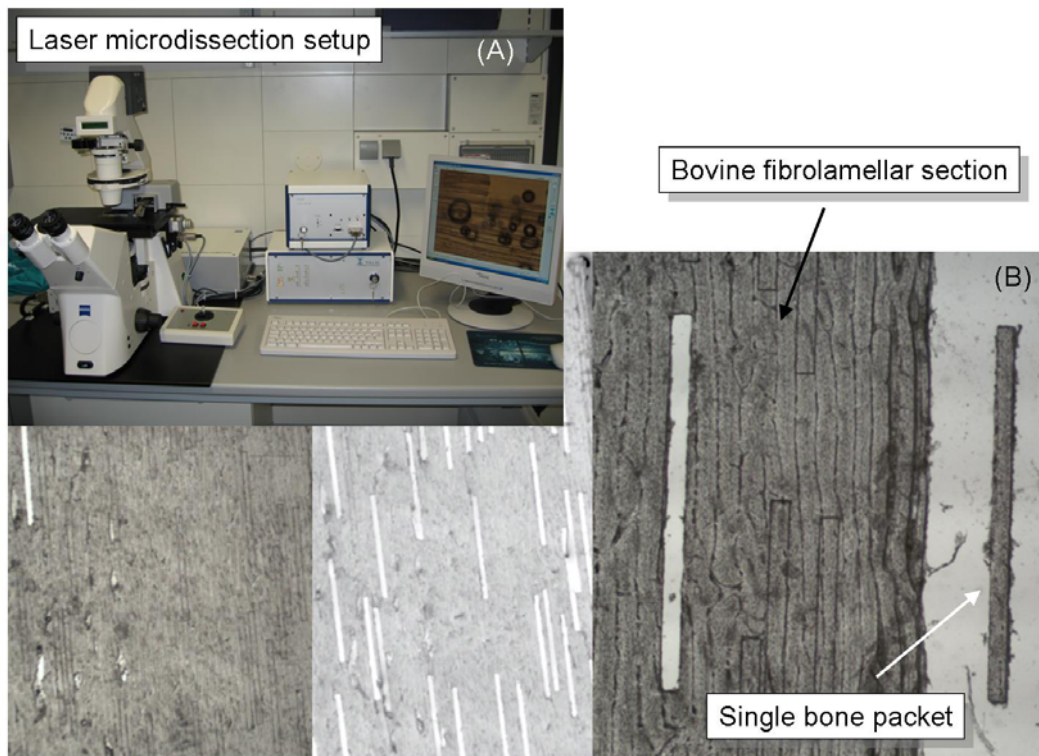 Laser microdissection setup
(A)
Bovine fibrolamellar section
(B)
Single bone packet